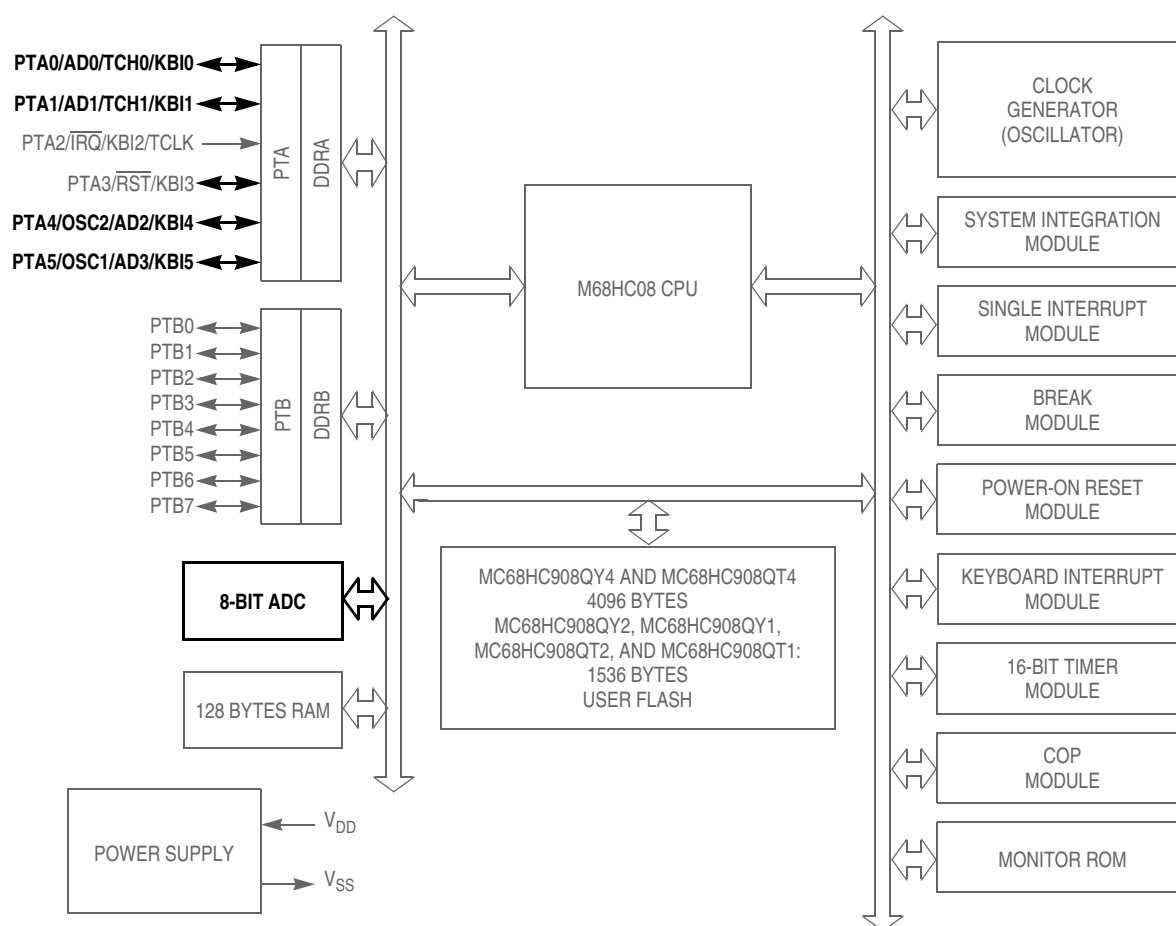 PTA0/AD0/TCH0/KBI0
PTA1/AD1/TCH1/KBI1
PTA2/IRQ/KBI2/TCLK
PTA3/RST/KBI3
PTA4/OSC2/AD2/KBI4
PTA5/OSC1/AD3/KBI5
PTA
DDRA
PTB0
PTB1
PTB2
PTB3
PTB4
PTB5
PTB6
PTB7
PTB
DDRB
8-BIT ADC
128 BYTES RAM
POWER SUPPLY
VDD
VSS
M68HC08 CPU
MC68HC908QY4 AND MC68HC908QT4
4096 BYTES
MC68HC908QY2, MC68HC908QY1,
MC68HC908QT2, AND MC68HC908QT1:
1536 BYTES
USER FLASH
CLOCK
GENERATOR
(OSCILLATOR)
SYSTEM INTEGRATION
MODULE
SINGLE INTERRUPT
MODULE
BREAK
MODULE
POWER-ON RESET
MODULE
KEYBOARD INTERRUPT
MODULE
16-BIT TIMER
MODULE
COP
MODULE
MONITOR ROM